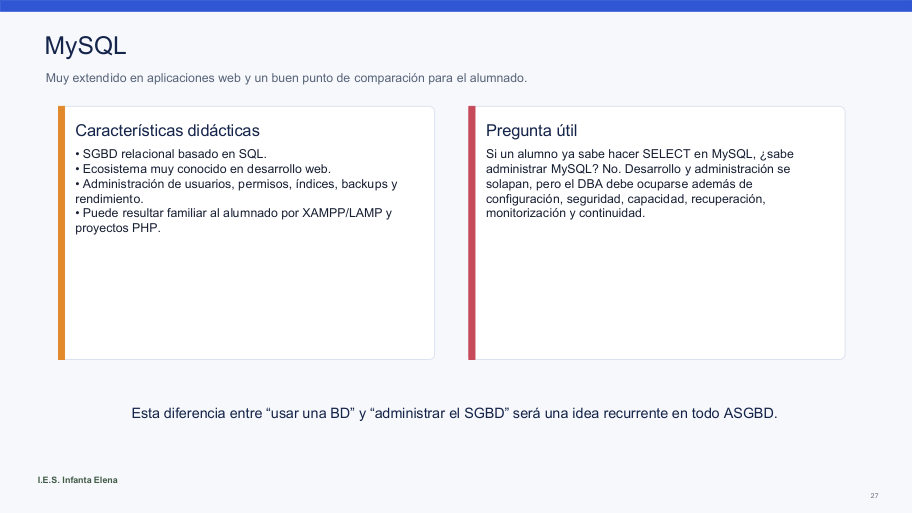 MySQL
Muy extendido en aplicaciones web y un buen punto de comparación para el alumnado.
Características didácticas
• SGBD relacional basado en SQL.
• Ecosistema muy conocido en desarrollo web.
• Administración de usuarios, permisos, índices, backups y
rendimiento.
• Puede resultar familiar al alumnado por XAMPP/LAMP y
proyectos PHP.
Pregunta útil
Si un alumno ya sabe hacer SELECT en MySQL, ¿sabe
administrar MySQL? No. Desarrollo y administración se
solapan, pero el DBA debe ocuparse además de
configuración, seguridad, capacidad, recuperación,
monitorización y continuidad.
Esta diferencia entre “usar una BD” y “administrar el SGBD” será una idea recurrente en todo ASGBD.
I.E.S. Infanta Elena
27